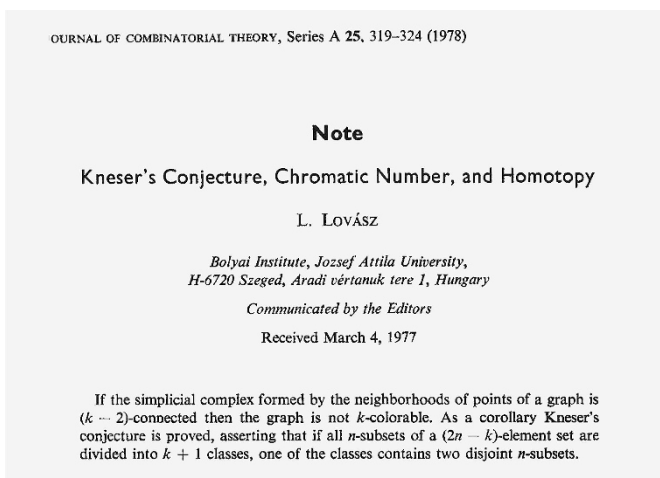 OURNAL OF COMBINATORIAL THEORY, Series A 25, 319–324 (1978)
Note
Kneser's Conjecture, Chromatic Number, and Homotopy
L. LOVÁSZ
Bolyai Institute, Jozsef Attila University,
H-6720 Szeged, Aradi vértanuk tere 1, Hungary
Communicated by the Editors
Received March 4, 1977
If the simplicial complex formed by the neighborhoods of points of a graph is
(k − 2)-connected then the graph is not k-colorable. As a corollary Kneser's
conjecture is proved, asserting that if all n-subsets of a (2n − k)-element set are
divided into k + 1 classes, one of the classes contains two disjoint n-subsets.